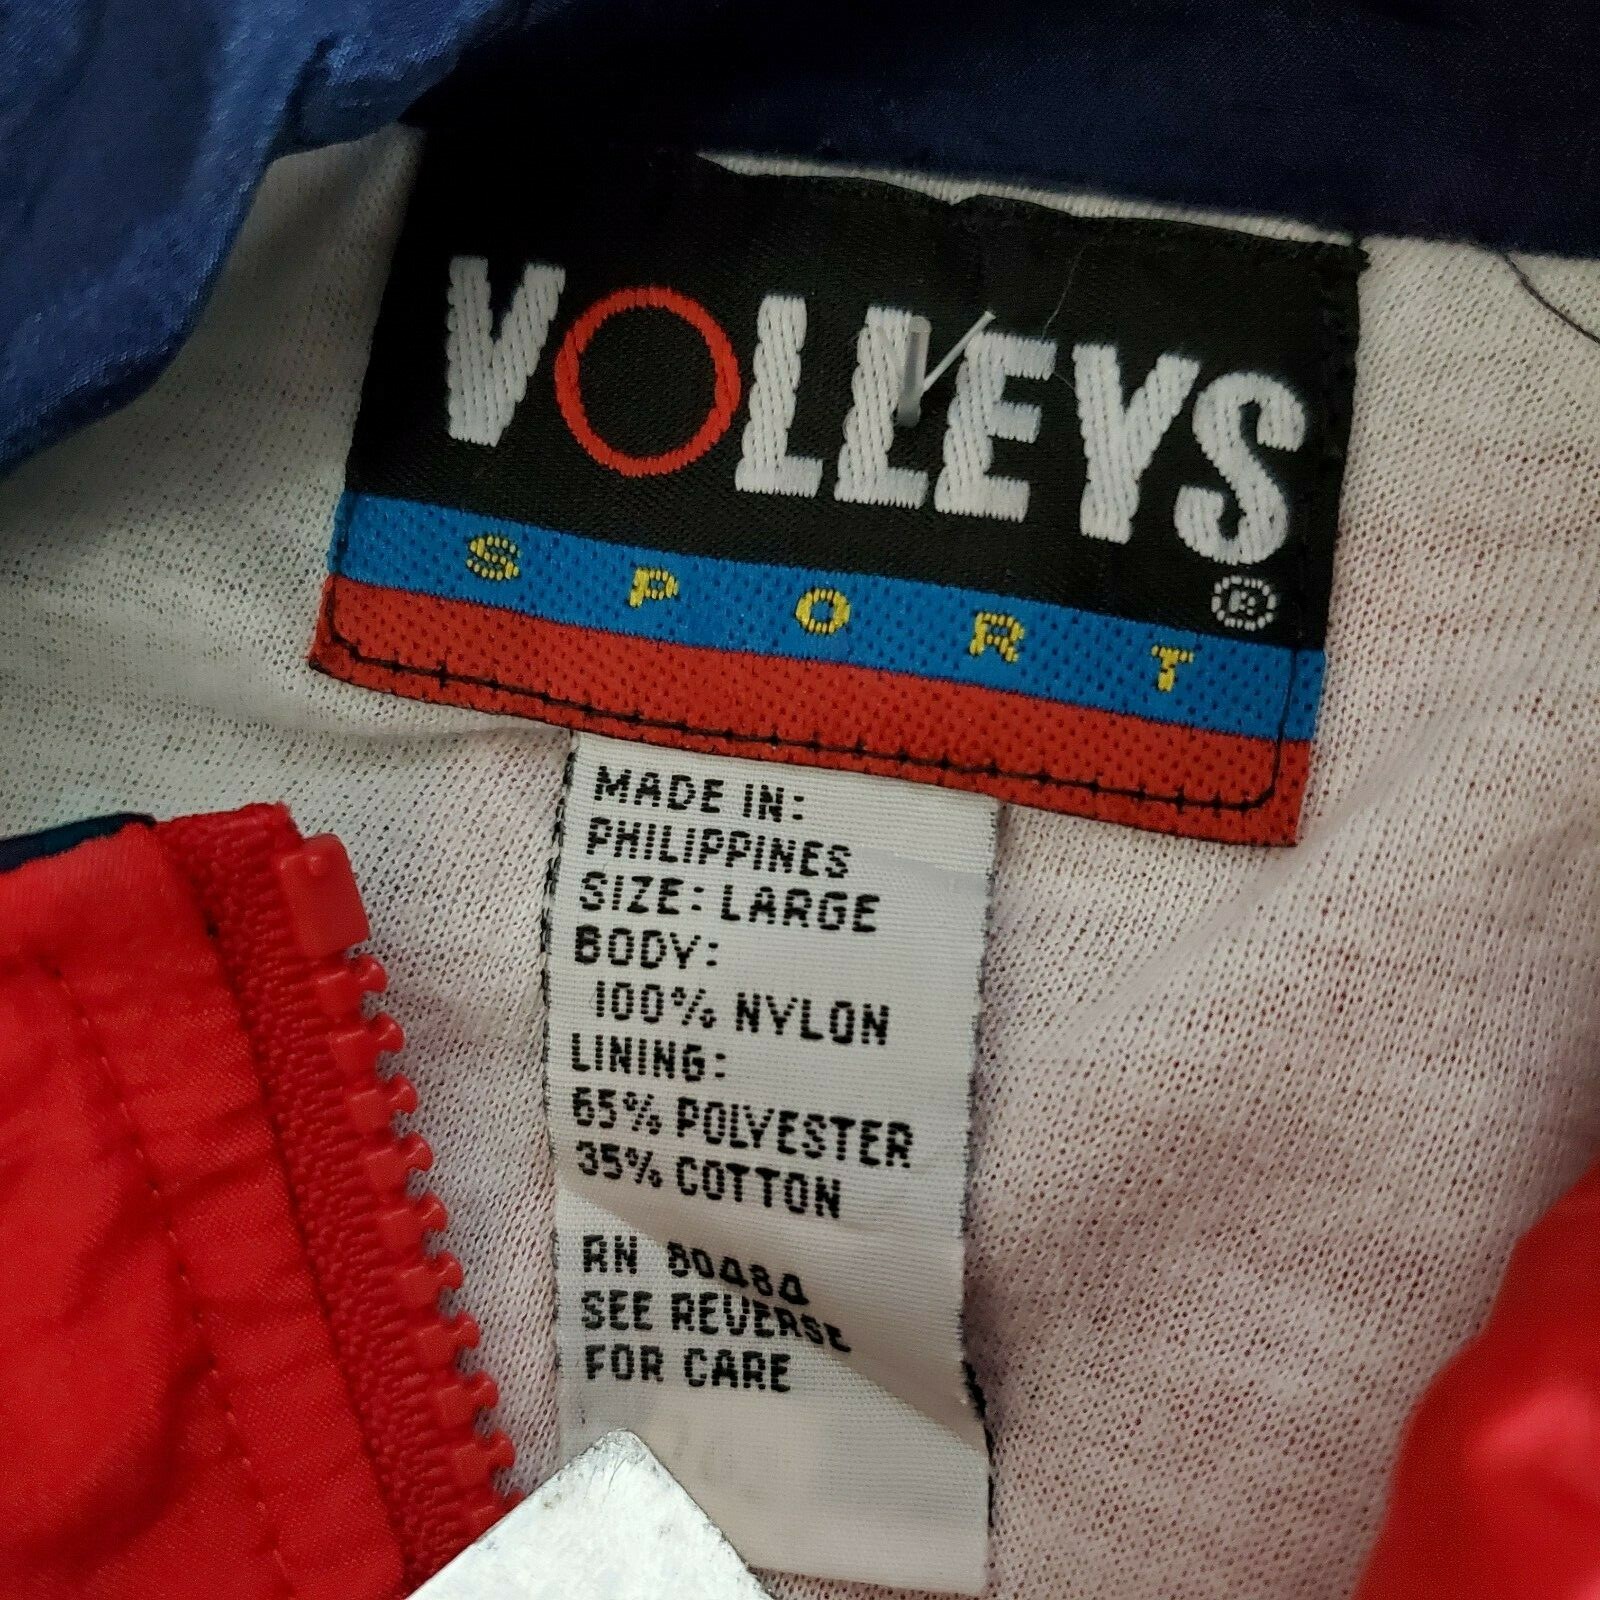 VOLLEYS
SPORT ®
MADE IN:
PHILIPPINES
SIZE: LARGE
BODY:
100% NYLON
LINING:
65% POLYESTER
35% COTTON
RN 80484
SEE REVERSE
FOR CARE